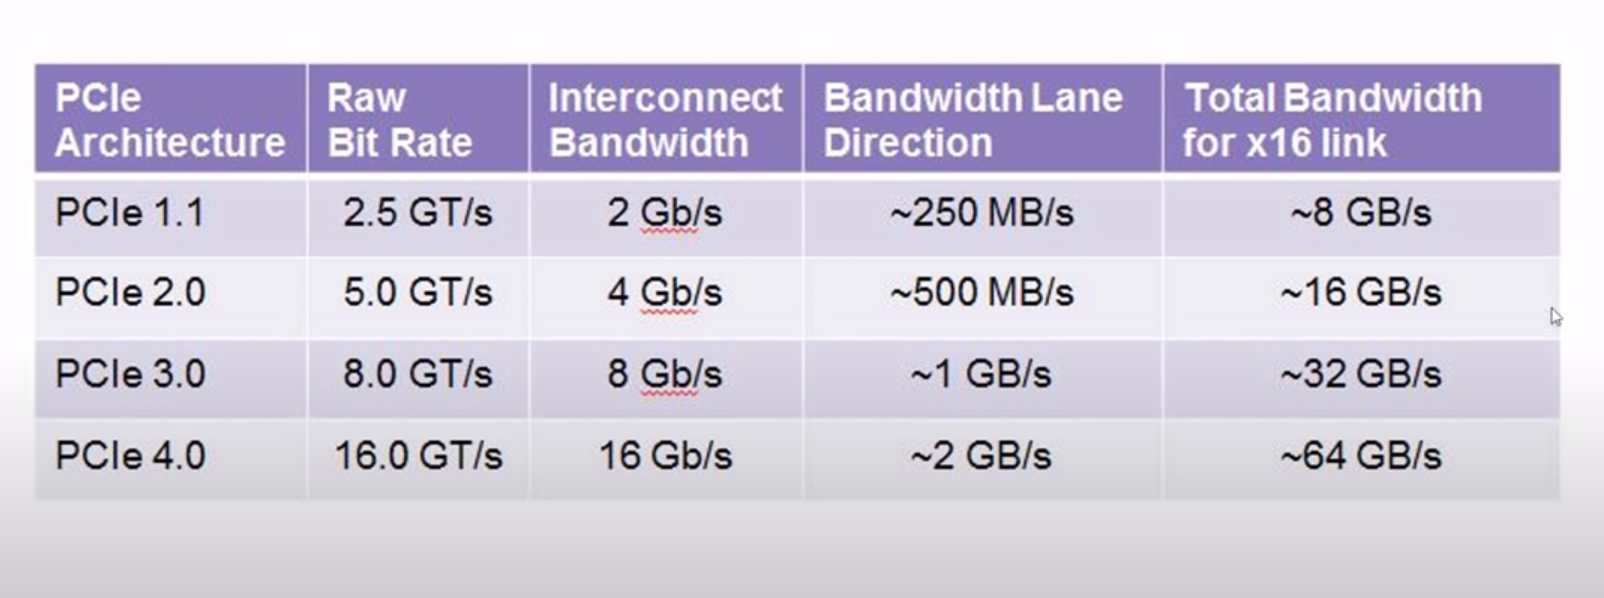 PCIe Architecture	Raw Bit Rate	Interconnect Bandwidth	Bandwidth Lane Direction	Total Bandwidth for x16 link
PCIe 1.1	2.5 GT/s	2 Gb/s	~250 MB/s	~8 GB/s
PCIe 2.0	5.0 GT/s	4 Gb/s	~500 MB/s	~16 GB/s
PCIe 3.0	8.0 GT/s	8 Gb/s	~1 GB/s	~32 GB/s
PCIe 4.0	16.0 GT/s	16 Gb/s	~2 GB/s	~64 GB/s